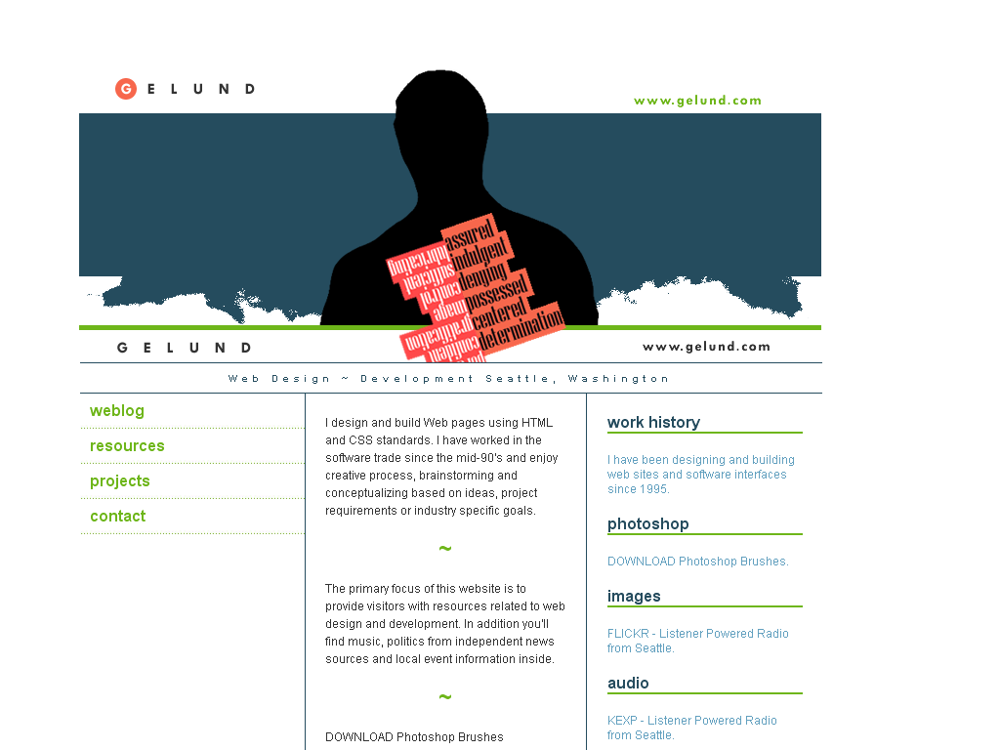 GELUND
www.gelund.com
assured
indulgent
denying
possessed
centered
determination
lubricating
sufficient
control
image
gratification
confident
GELUND
www.gelund.com
Web Design ~ Development Seattle, Washington
weblog
resources
projects
contact
I design and build Web pages using HTML
and CSS standards. I have worked in the
software trade since the mid-90's and enjoy
creative process, brainstorming and
conceptualizing based on ideas, project
requirements or industry specific goals.
~
The primary focus of this website is to
provide visitors with resources related to web
design and development. In addition you'll
find music, politics from independent news
sources and local event information inside.
~
DOWNLOAD Photoshop Brushes
work history
I have been designing and building
web sites and software interfaces
since 1995.
photoshop
DOWNLOAD Photoshop Brushes.
images
FLICKR - Listener Powered Radio
from Seattle.
audio
KEXP - Listener Powered Radio
from Seattle.